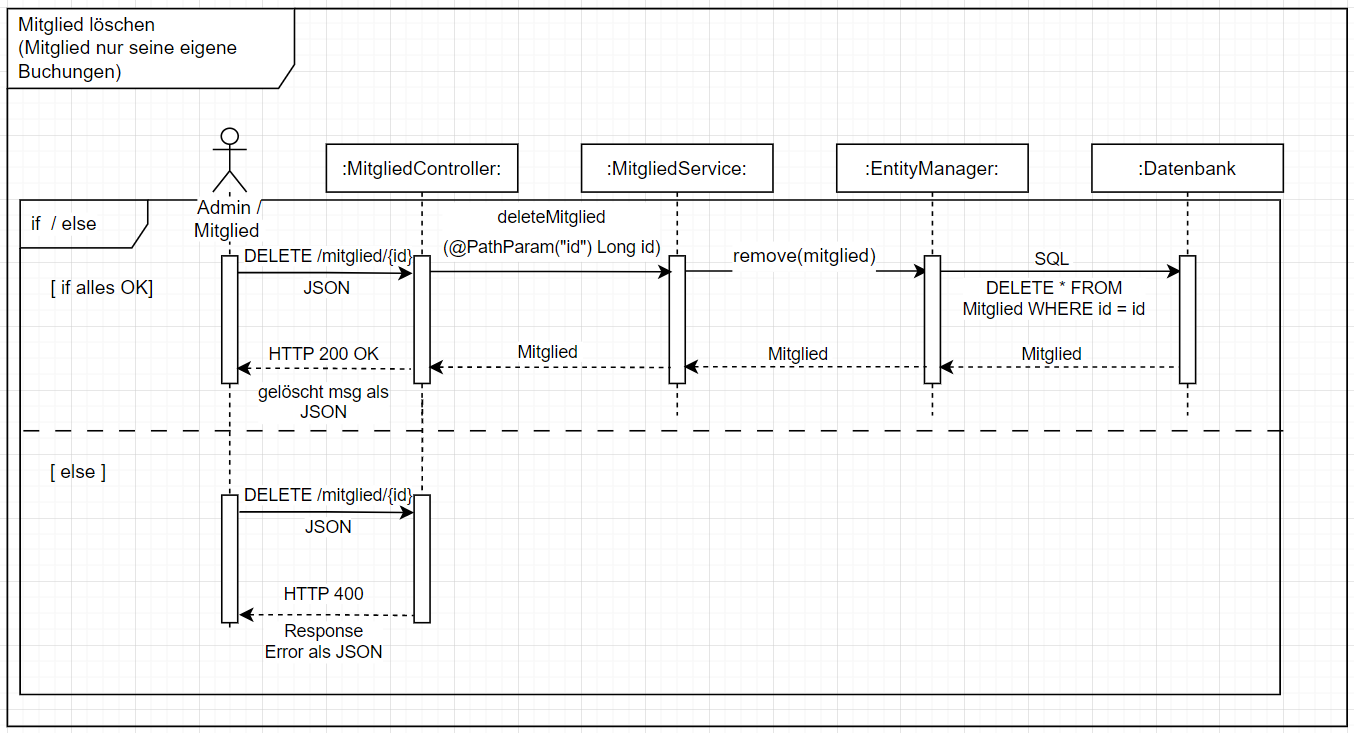 Mitglied löschen
(Mitglied nur seine eigene
Buchungen)
:MitgliedController:
:MitgliedService:
:EntityManager:
:Datenbank
Admin /
Mitglied
if  / else
[ if alles OK]
DELETE /mitglied/{id}
JSON
deleteMitglied
(@PathParam("id") Long id)
remove(mitglied)
SQL
DELETE * FROM
Mitglied WHERE id = id
HTTP 200 OK
gelöscht msg als
JSON
Mitglied
Mitglied
Mitglied
[ else ]
DELETE /mitglied/{id}
JSON
HTTP 400
Response
Error als JSON